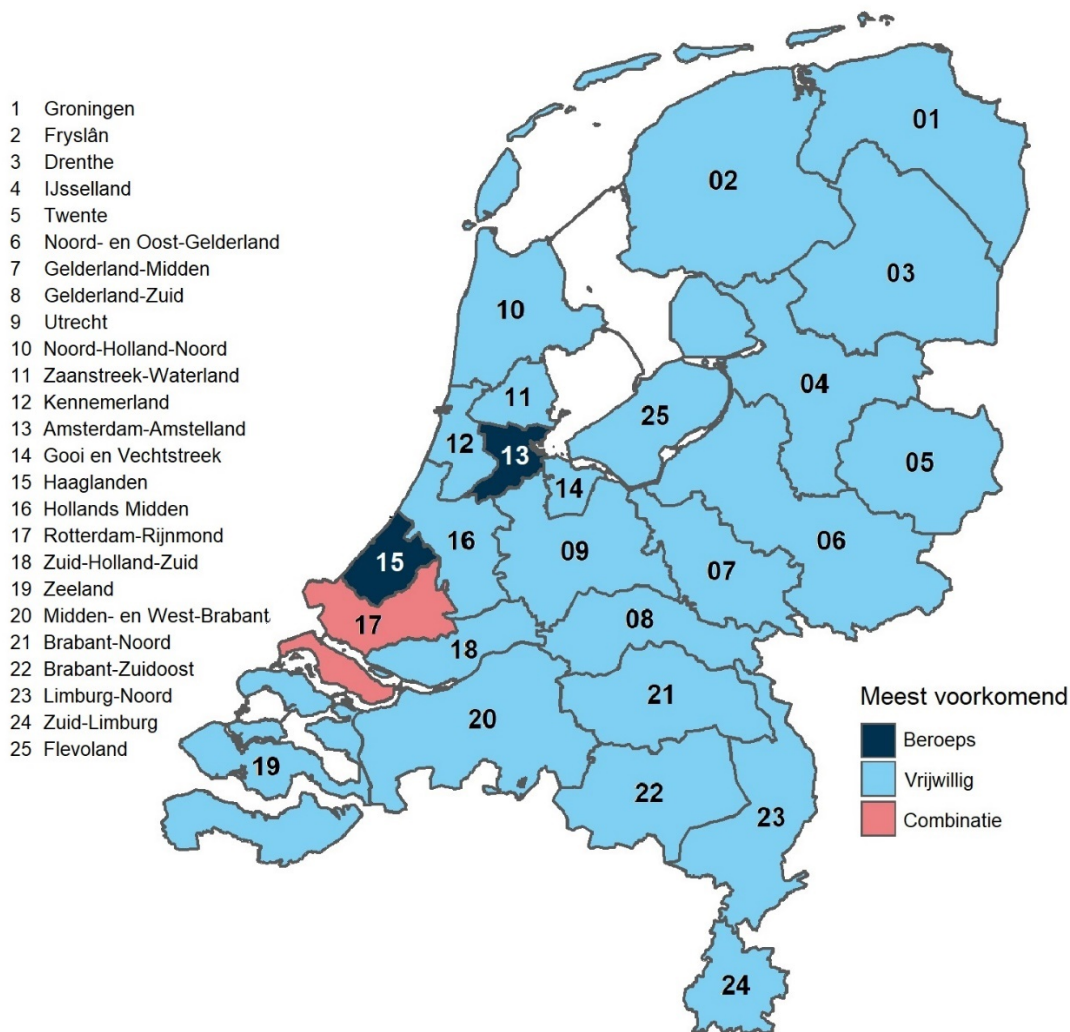 1 Groningen
2 Fryslân
3 Drenthe
4 IJsselland
5 Twente
6 Noord- en Oost-Gelderland
7 Gelderland-Midden
8 Gelderland-Zuid
9 Utrecht
10 Noord-Holland-Noord
11 Zaanstreek-Waterland
12 Kennemerland
13 Amsterdam-Amstelland
14 Gooi en Vechtstreek
15 Haaglanden
16 Hollands Midden
17 Rotterdam-Rijnmond
18 Zuid-Holland-Zuid
19 Zeeland
20 Midden- en West-Brabant
21 Brabant-Noord
22 Brabant-Zuidoost
23 Limburg-Noord
24 Zuid-Limburg
25 Flevoland
01
02
03
10
04
11
25
12
13
05
14
16
09
06
15
07
17
08
18
21
20
19
22
23
24
Meest voorkomend
Beroeps
Vrijwillig
Combinatie